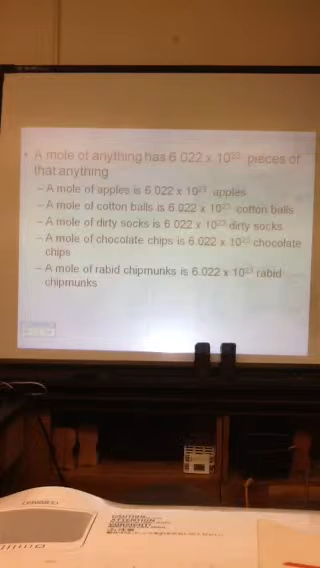 • A mole of anything has 6.022 x 10²³ pieces of
that anything
– A mole of apples is 6.022 x 10²³ apples
– A mole of cotton balls is 6.022 x 10²³ cotton balls
– A mole of dirty socks is 6.022 x 10²³ dirty socks
– A mole of chocolate chips is 6.022 x 10²³ chocolate
chips
– A mole of rabid chipmunks is 6.022 x 10²³ rabid
chipmunks
CAUTION
ATTENTION